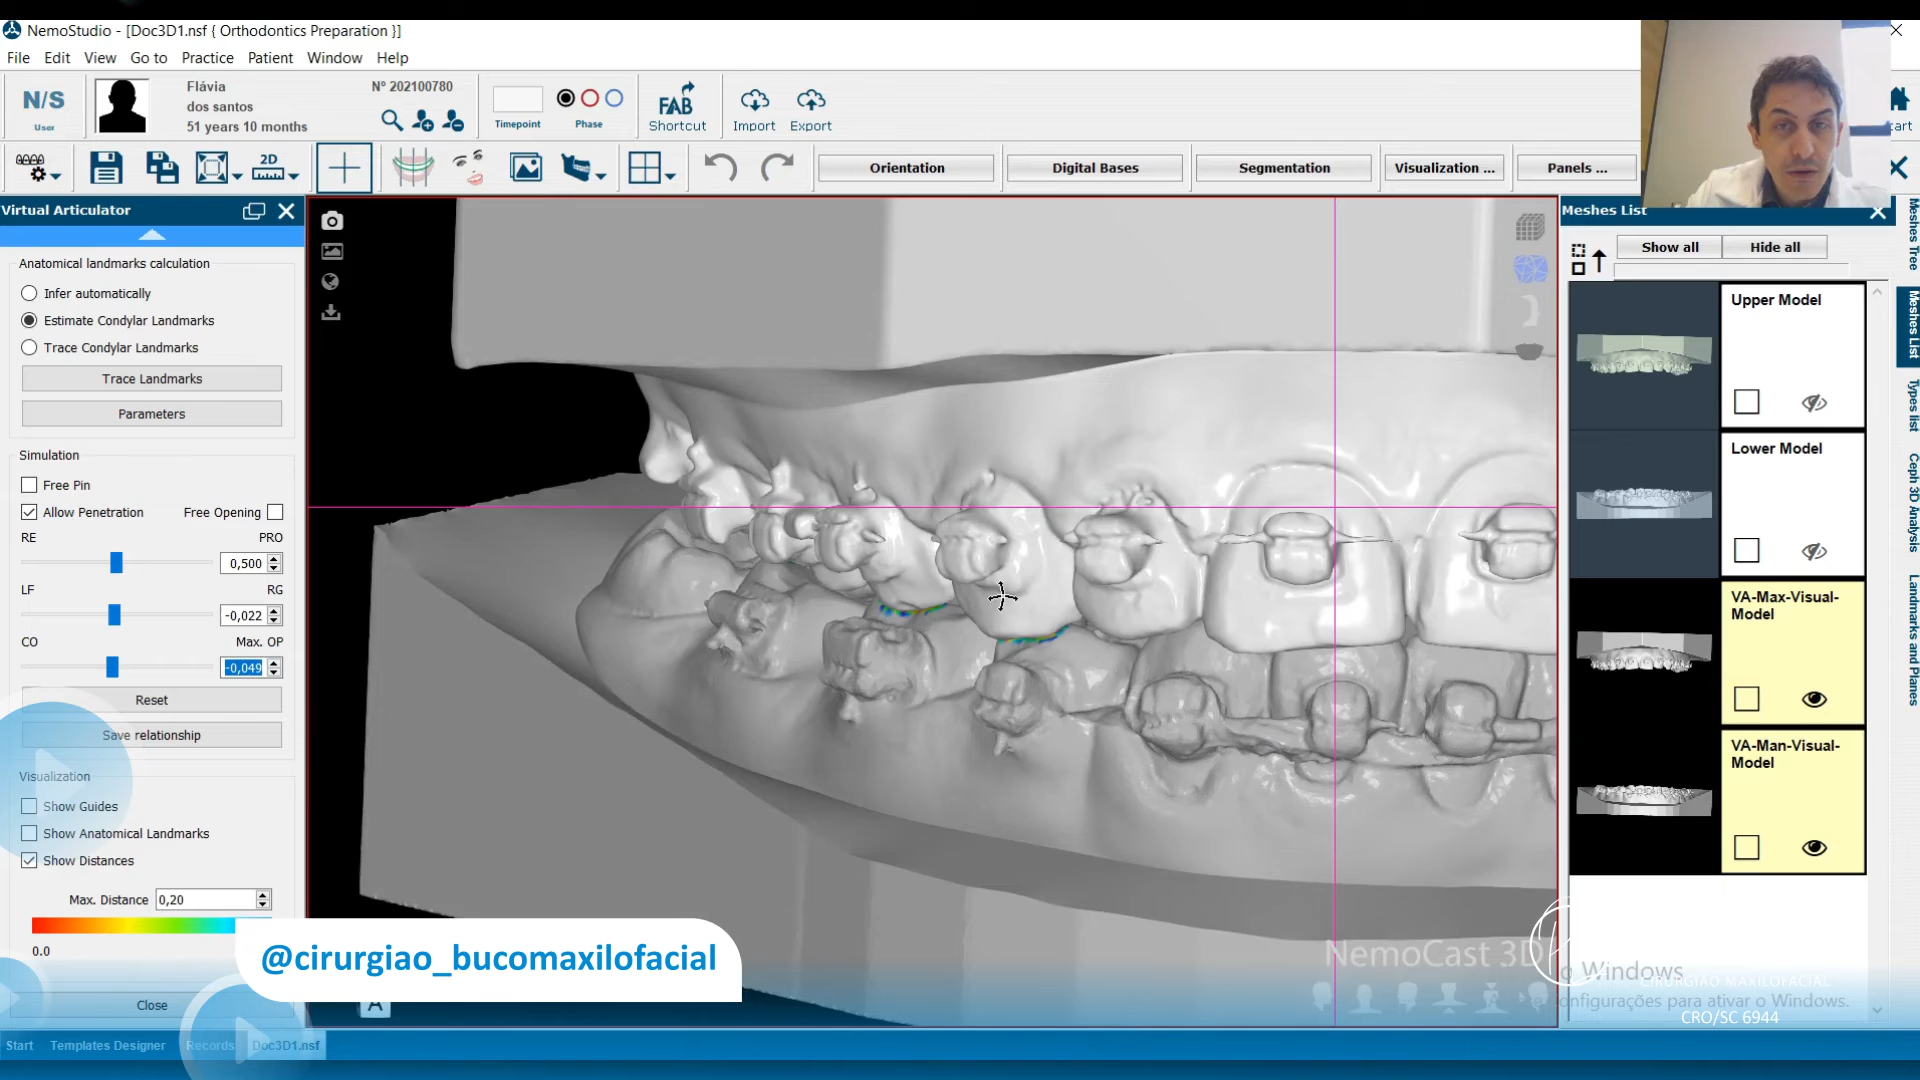 NemoStudio - [Doc3D1.nsf { Orthodontics Preparation }]
File Edit View Go to Practice Patient Window Help
N/S
User
Flávia
dos santos
51 years 10 months
Nº 202100780
Timepoint
Phase
FAB
Shortcut
Import
Export
art
2D
Orientation
Digital Bases
Segmentation
Visualization ...
Panels ...
Virtual Articulator
Anatomical landmarks calculation
Infer automatically
Estimate Condylar Landmarks
Trace Condylar Landmarks
Trace Landmarks
Parameters
Simulation
Free Pin
Allow Penetration Free Opening
RE PRO
0,500
LF RG
-0,022
CO Max. OP
-0,049
Reset
Save relationship
Visualization
Show Guides
Show Anatomical Landmarks
Show Distances
Max. Distance 0,20
0.0
Close
A
Meshes List
Show all Hide all
Upper Model
Lower Model
VA-Max-Visual-
Model
VA-Man-Visual-
Model
Meshes Tree
Meshes List
Types list
Ceph 3D Analysis
Landmarks and Planes
NemoCast 3D
o Windows
CIRURGIÃO MAXILOFACIAL
onfigurações para ativar o Windows.
CRO/SC 6944
@cirurgiao_bucomaxilofacial
Start Templates Designer Records Doc3D1.nsf